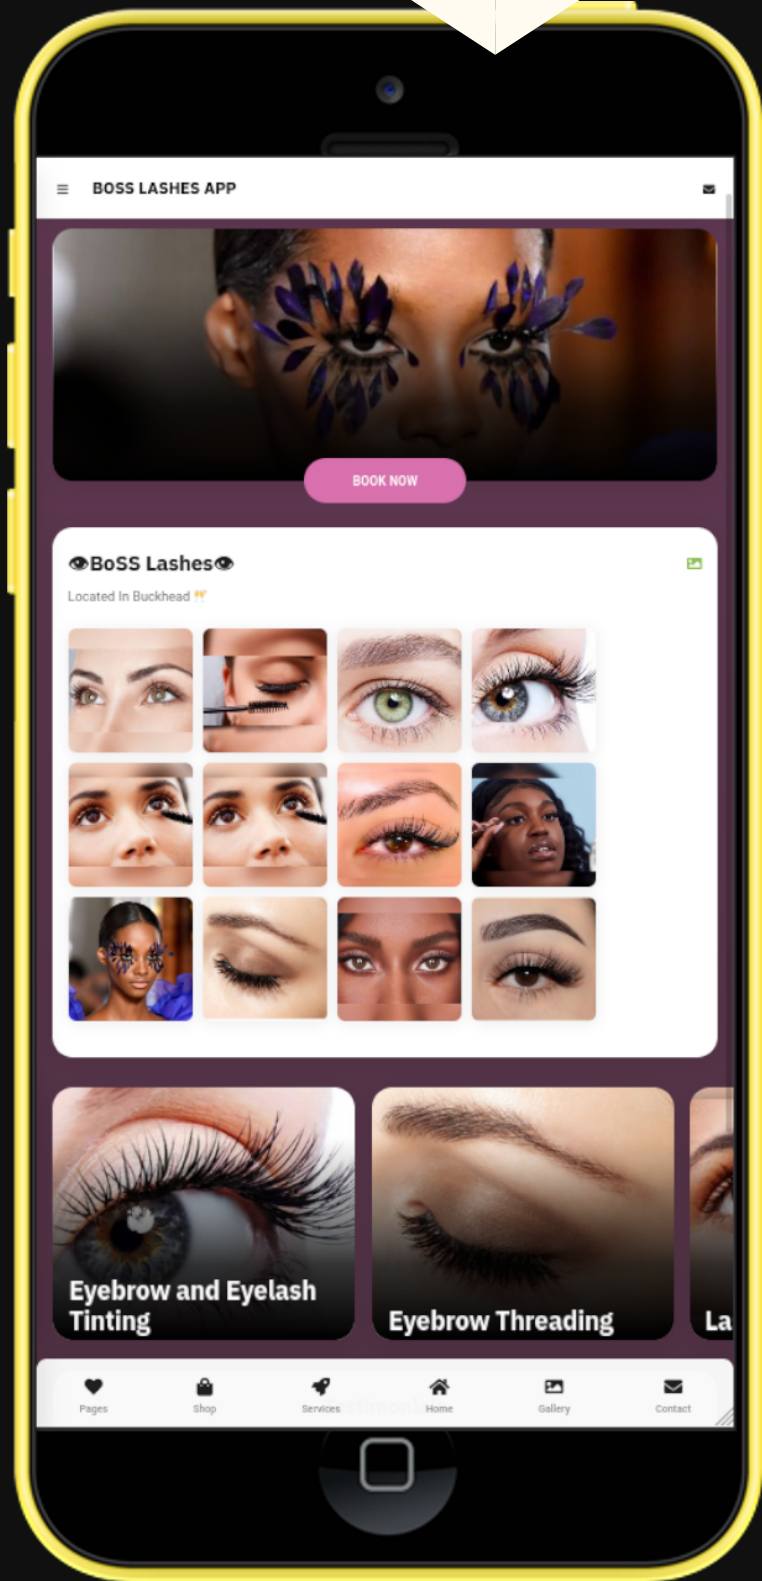 BOSS LASHES APP
BOOK NOW
👁BoSS Lashes👁
Located In Buckhead 🥂
Eyebrow and Eyelash
Tinting
Eyebrow Threading
La
Pages
Shop
Services
Home
Gallery
Contact